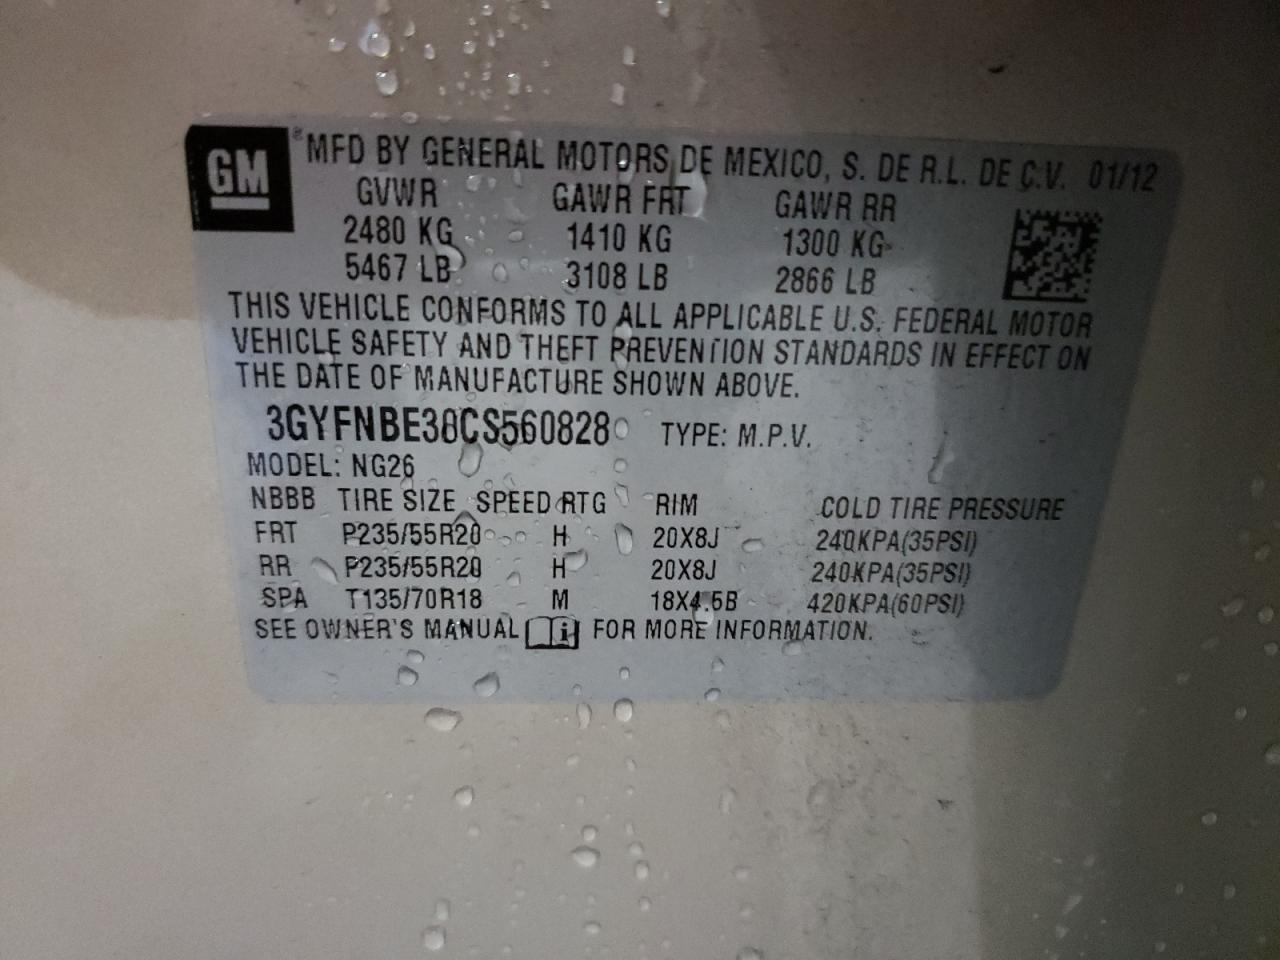 GM ® MFD BY GENERAL MOTORS DE MEXICO, S. DE R.L. DE C.V. 01/12
GVWR GAWR FRT GAWR RR
2480 KG 1410 KG 1300 KG
5467 LB 3108 LB 2866 LB
THIS VEHICLE CONFORMS TO ALL APPLICABLE U.S. FEDERAL MOTOR
VEHICLE SAFETY AND THEFT PREVENTION STANDARDS IN EFFECT ON
THE DATE OF MANUFACTURE SHOWN ABOVE.
3GYFNBE30CS560828 TYPE: M.P.V.
MODEL: NG26
NBBB TIRE SIZE SPEED RTG RIM COLD TIRE PRESSURE
FRT P235/55R20 H 20X8J 240KPA(35PSI)
RR P235/55R20 H 20X8J 240KPA(35PSI)
SPA T135/70R18 M 18X4.5B 420KPA(60PSI)
SEE OWNER'S MANUAL i FOR MORE INFORMATION.